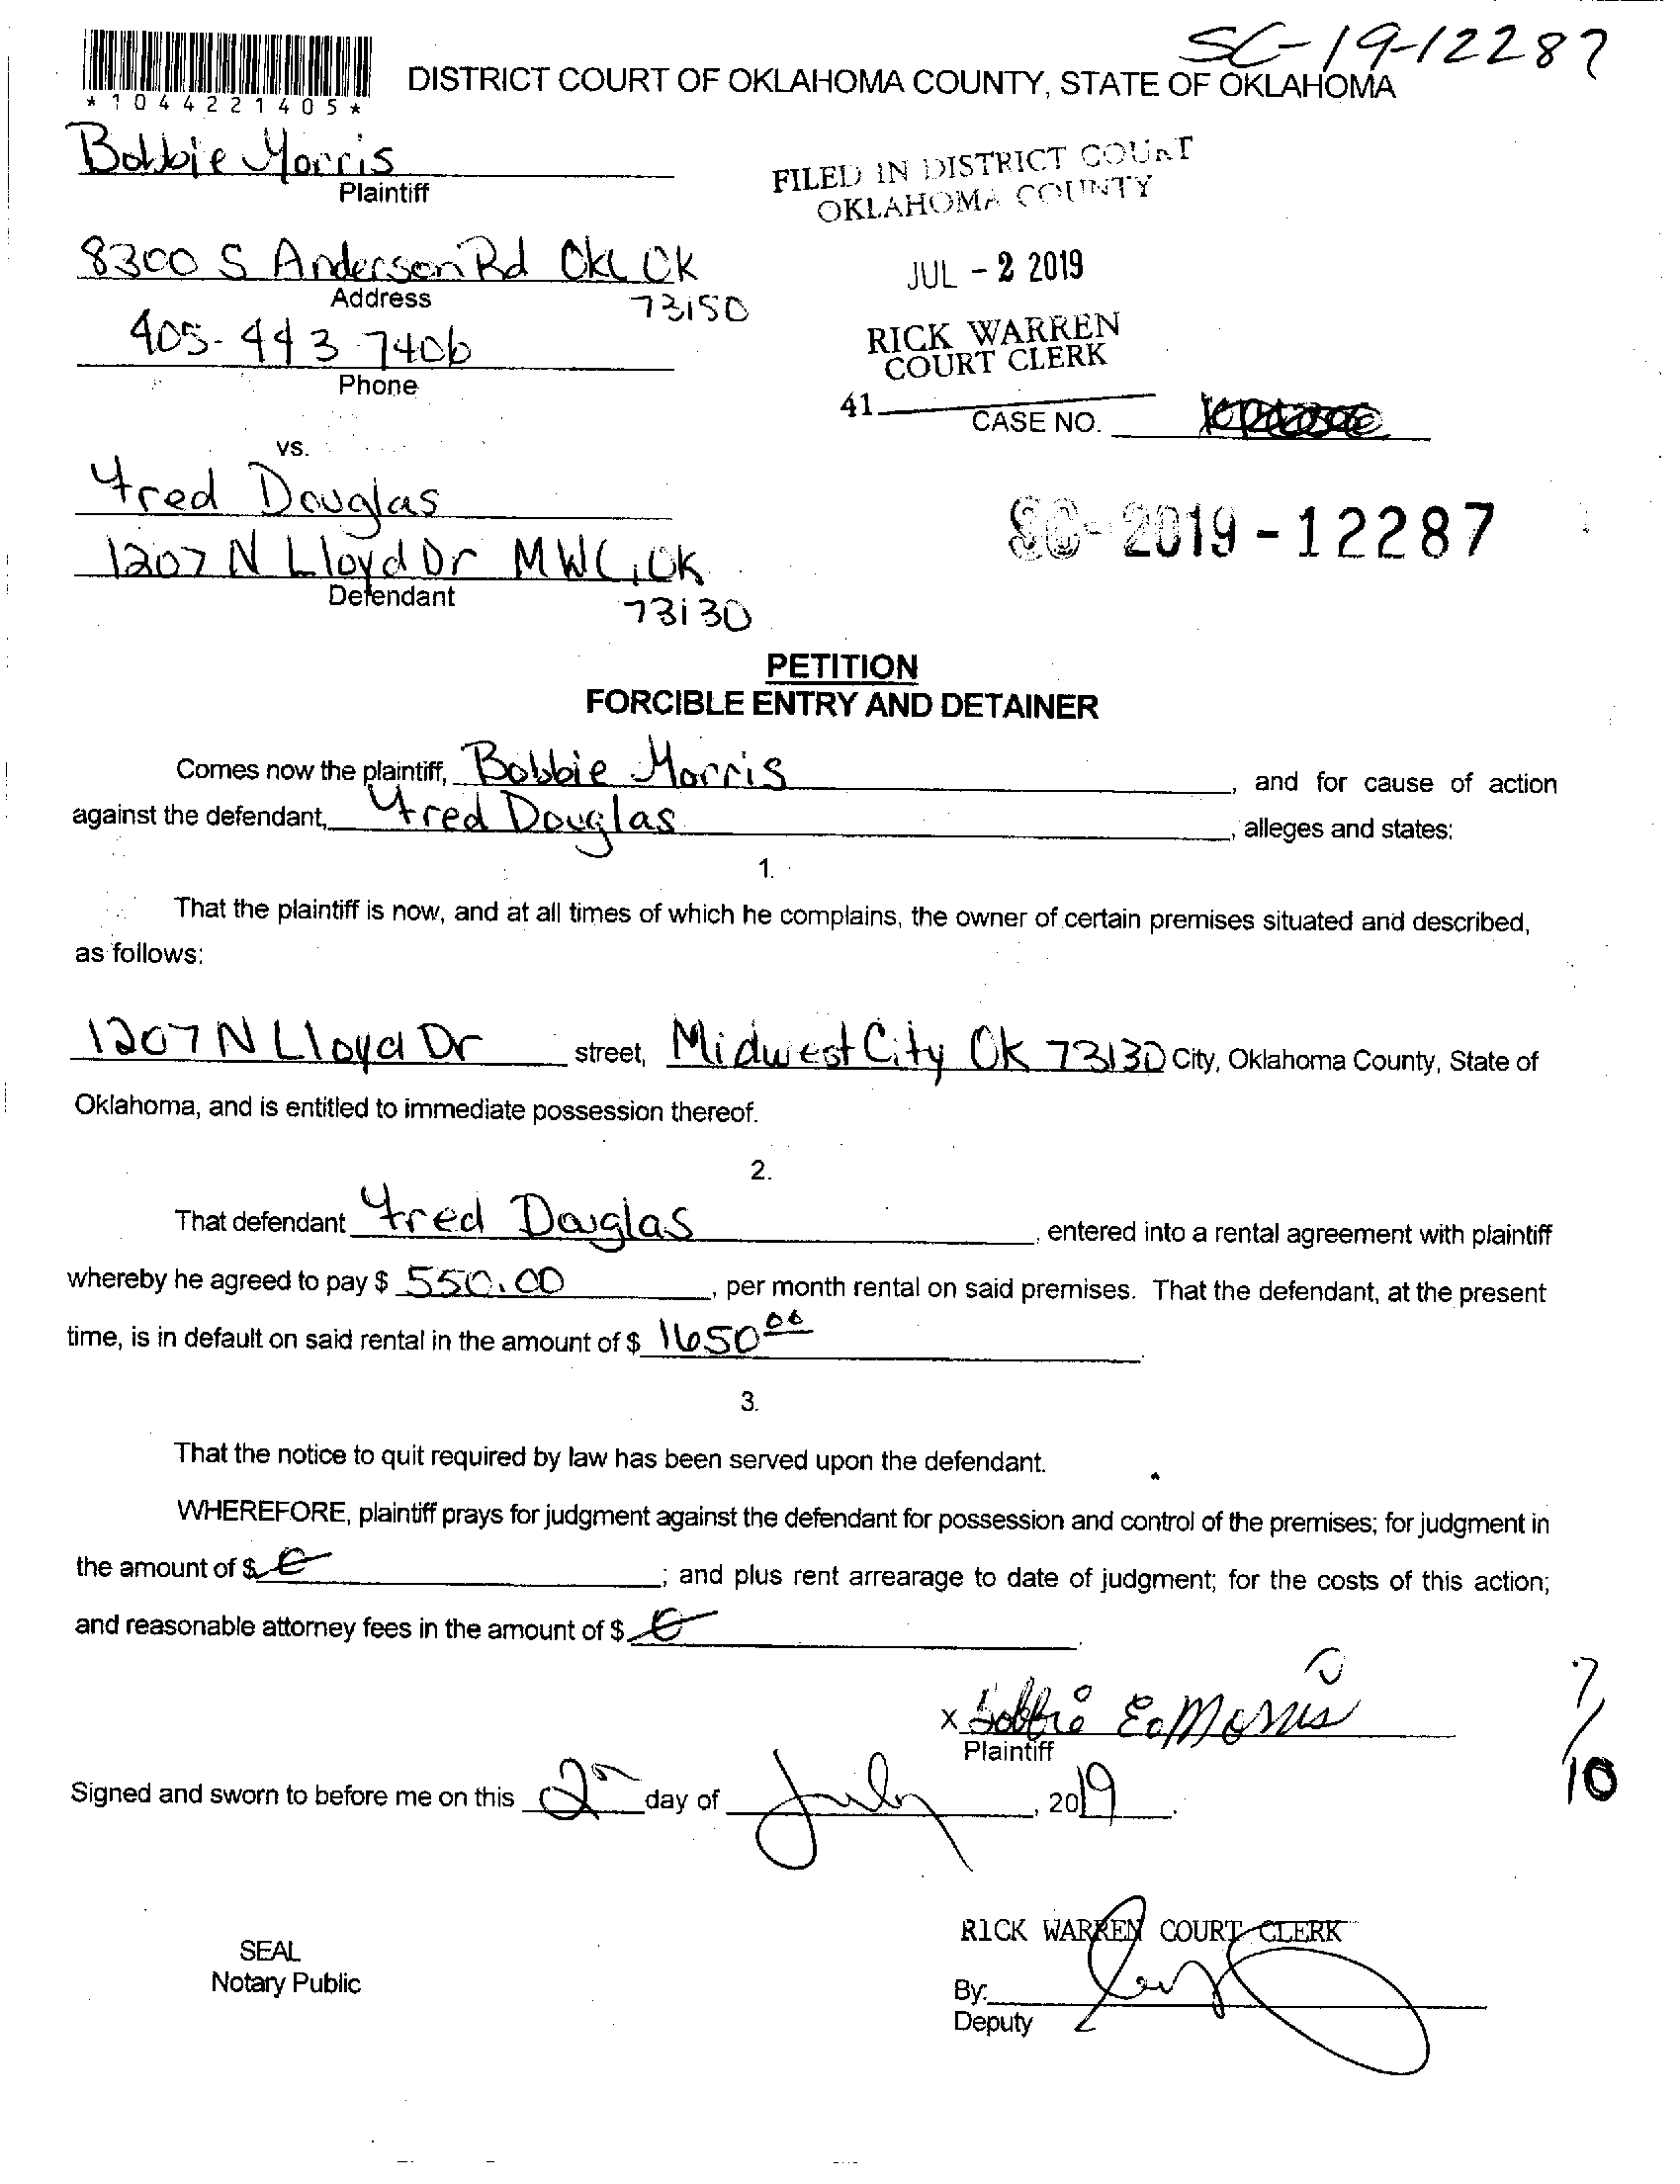 SC-19-12287
*1044221405*
DISTRICT COURT OF OKLAHOMA COUNTY, STATE OF OKLAHOMA
Bobbie Morris
Plaintiff
FILED IN DISTRICT COURT
OKLAHOMA COUNTY
8300 S Anderson Rd OKC OK
Address
73150
JUL - 2 2019
405-443-7406
Phone
RICK WARREN
COURT CLERK
41
CASE NO.
vs.
Fred Douglas
SC-2019-12287
1207 N Lloyd Dr MWC, OK
Defendant
73130
PETITION
FORCIBLE ENTRY AND DETAINER
Comes now the plaintiff, Bobbie Morris, and for cause of action
against the defendant, Fred Douglas, alleges and states:
1.
That the plaintiff is now, and at all times of which he complains, the owner of certain premises situated and described,
as follows:
1207 N Lloyd Dr street, Midwest City OK 73130 City, Oklahoma County, State of
Oklahoma, and is entitled to immediate possession thereof.
2.
That defendant Fred Douglas, entered into a rental agreement with plaintiff
whereby he agreed to pay $ 550.00, per month rental on said premises. That the defendant, at the present
time, is in default on said rental in the amount of $ 1650 00.
3.
That the notice to quit required by law has been served upon the defendant.
WHEREFORE, plaintiff prays for judgment against the defendant for possession and control of the premises; for judgment in
the amount of $ ; and plus rent arrearage to date of judgment; for the costs of this action;
and reasonable attorney fees in the amount of $ .
x Bobbie E. Morris
Plaintiff
7/10
Signed and sworn to before me on this 2nd day of July, 2019.
RICK WARREN COURT CLERK
SEAL
Notary Public
By:
Deputy